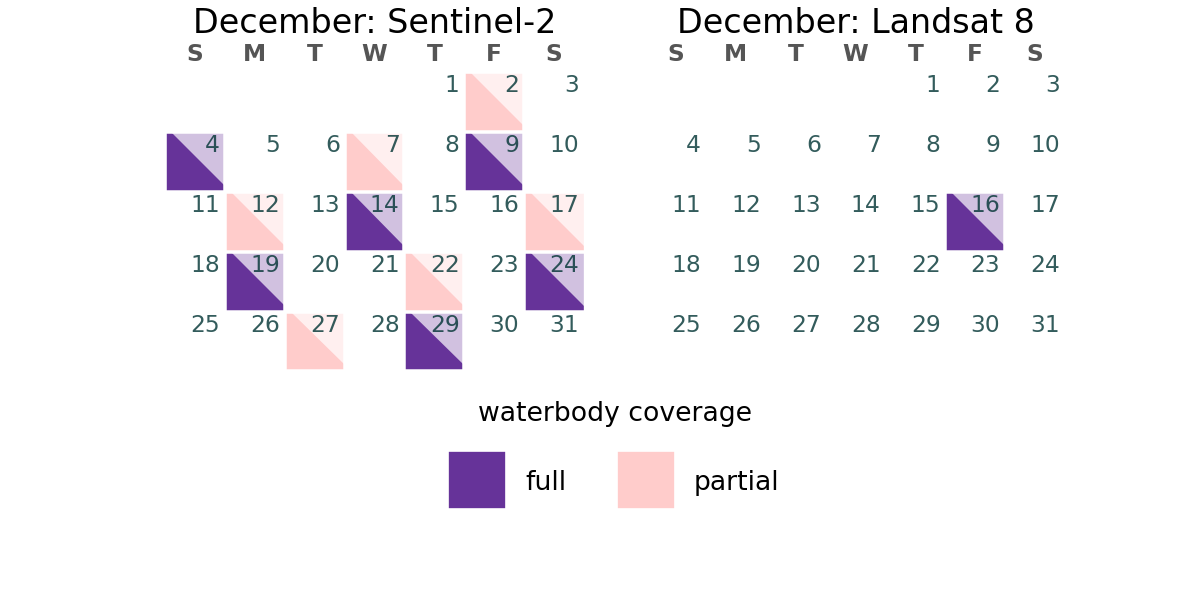 December: Sentinel-2
S M T W T F S
1 2 3
4 5 6 7 8 9 10
11 12 13 14 15 16 17
18 19 20 21 22 23 24
25 26 27 28 29 30 31
December: Landsat 8
S M T W T F S
1 2 3
4 5 6 7 8 9 10
11 12 13 14 15 16 17
18 19 20 21 22 23 24
25 26 27 28 29 30 31
waterbody coverage
full
partial